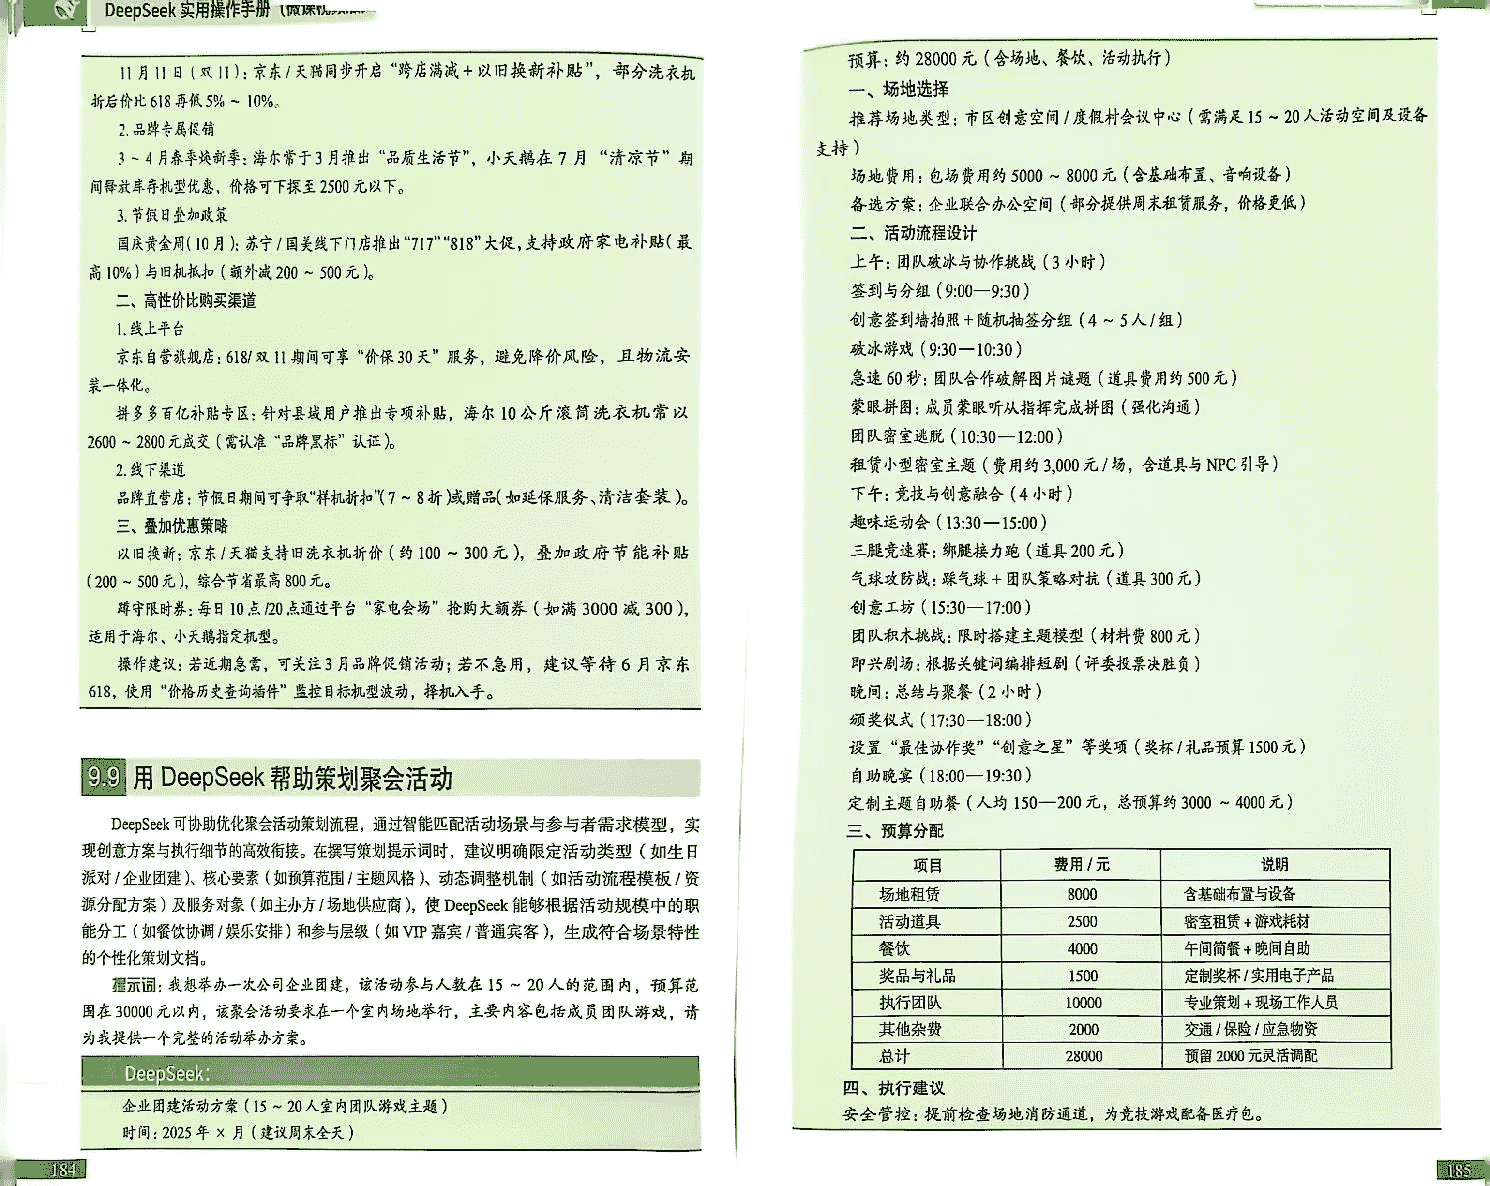 DeepSeek 实用操作手册
11月11日（双11）：京东/天猫同步开启“跨店满减+以旧换新补贴”，部分洗衣机
折后价比618再低5% ~ 10%。
2. 品牌专属促销
3 ~ 4月春季焕新季：海尔常于3月推出“品质生活节”，小天鹅在7月“清凉节”期
间释放库存机型优惠，价格可下探至2500元以下。
3. 节假日叠加政策
国庆黄金周(10月)：苏宁/国美线下门店推出“717”“818”大促，支持政府家电补贴（最
高10%）与旧机抵扣（额外减200 ~ 500元）。
二、高性价比购买渠道
1. 线上平台
京东自营旗舰店：618/双11期间可享“价保30天”服务，避免降价风险，且物流安
装一体化。
拼多多百亿补贴专区：针对县域用户推出专项补贴，海尔10公斤滚筒洗衣机常以
2600 ~ 2800元成交（需认准“品牌黑标”认证）。
2. 线下渠道
品牌直营店：节假日期间可争取“样机折扣”（7 ~ 8折）或赠品（如延保服务、清洁套装）。
三、叠加优惠策略
以旧换新：京东/天猫支持旧洗衣机折价（约100 ~ 300元），叠加政府节能补贴
（200 ~ 500元），综合节省最高800元。
蹲守限时券：每日10点/20点通过平台“家电会场”抢购大额券（如满3000减300），
适用于海尔、小天鹅指定机型。
操作建议：若近期急需，可关注3月品牌促销活动；若不急用，建议等待6月京东
618，使用“价格历史查询插件”监控目标机型波动，择机入手。
9.9 用DeepSeek帮助策划聚会活动
DeepSeek可协助优化聚会活动策划流程，通过智能匹配活动场景与参与者需求模型，实
现创意方案与执行细节的高效衔接。在撰写策划提示词时，建议明确限定活动类型（如生日
派对/企业团建）、核心要素（如预算范围/主题风格）、动态调整机制（如活动流程模板/资
源分配方案）及服务对象（如主办方/场地供应商），使DeepSeek能够根据活动规模中的职
能分工（如餐饮协调/娱乐安排）和参与层级（如VIP嘉宾/普通宾客），生成符合场景特性
的个性化策划文档。
提示词：我想举办一次公司企业团建，该活动参与人数在15 ~ 20人的范围内，预算范
围在30000元以内，该聚会活动要求在一个室内场地举行，主要内容包括成员团队游戏，请
为我提供一个完整的活动举办方案。
DeepSeek：
企业团建活动方案（15 ~ 20人室内团队游戏主题）
时间：2025年×月（建议周末全天）
184
预算：约28000元（含场地、餐饮、活动执行）
一、场地选择
推荐场地类型：市区创意空间/度假村会议中心（需满足15 ~ 20人活动空间及设备
支持）
场地费用：包场费用约5000 ~ 8000元（含基础布置、音响设备）
备选方案：企业联合办公空间（部分提供周末租赁服务，价格更低）
二、活动流程设计
上午：团队破冰与协作挑战（3小时）
签到与分组（9:00—9:30）
创意签到墙拍照+随机抽签分组（4 ~ 5人/组）
破冰游戏（9:30—10:30）
急速60秒：团队合作破解图片谜题（道具费用约500元）
蒙眼拼图：成员蒙眼听从指挥完成拼图（强化沟通）
团队密室逃脱（10:30—12:00）
租赁小型密室主题（费用约3,000元/场，含道具与NPC引导）
下午：竞技与创意融合（4小时）
趣味运动会（13:30—15:00）
三腿竞速赛：绑腿接力跑（道具200元）
气球攻防战：踩气球+团队策略对抗（道具300元）
创意工坊（15:30—17:00）
团队积木挑战：限时搭建主题模型（材料费800元）
即兴剧场：根据关键词编排短剧（评委投票决胜负）
晚间：总结与聚餐（2小时）
颁奖仪式（17:30—18:00）
设置“最佳协作奖”“创意之星”等奖项（奖杯/礼品预算1500元）
自助晚宴（18:00—19:30）
定制主题自助餐（人均150—200元，总预算约3000 ~ 4000元）
三、预算分配
项目 费用/元 说明
场地租赁 8000 含基础布置与设备
活动道具 2500 密室租赁+游戏耗材
餐饮 4000 午间简餐+晚间自助
奖品与礼品 1500 定制奖杯/实用电子产品
执行团队 10000 专业策划+现场工作人员
其他杂费 2000 交通/保险/应急物资
总计 28000 预留2000元灵活调配
四、执行建议
安全管控：提前检查场地消防通道，为竞技游戏配备医疗包。
185